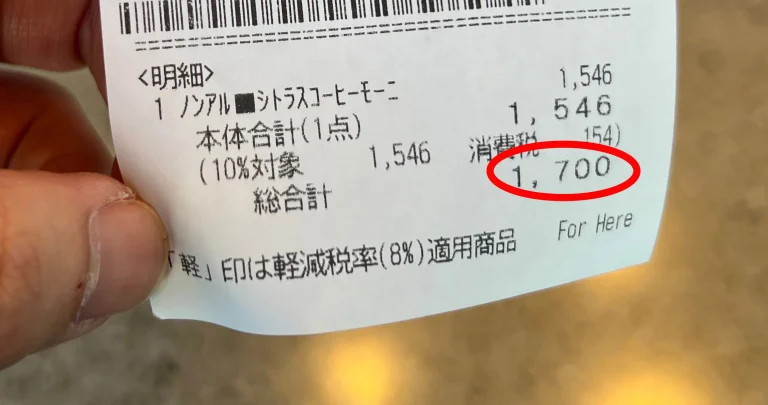 <明細>
1 ノンアル■シトラスコーヒーモーニ 1,546
本体合計(1点) 1,546
(10%対象 1,546 消費税 154)
総合計 1,700
For Here
「軽」印は軽減税率(8%)適用商品